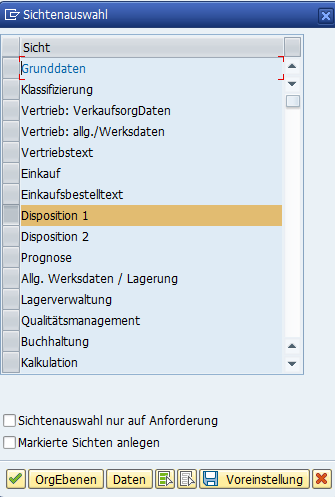 Sichtenauswahl
Sicht
Grunddaten
Klassifizierung
Vertrieb: VerkaufsorgDaten
Vertrieb: allg./Werksdaten
Vertriebstext
Einkauf
Einkaufsbestelltext
Disposition 1
Disposition 2
Prognose
Allg. Werksdaten / Lagerung
Lagerverwaltung
Qualitätsmanagement
Buchhaltung
Kalkulation
Sichtenauswahl nur auf Anforderung
Markierte Sichten anlegen
OrgEbenen Daten Voreinstellung